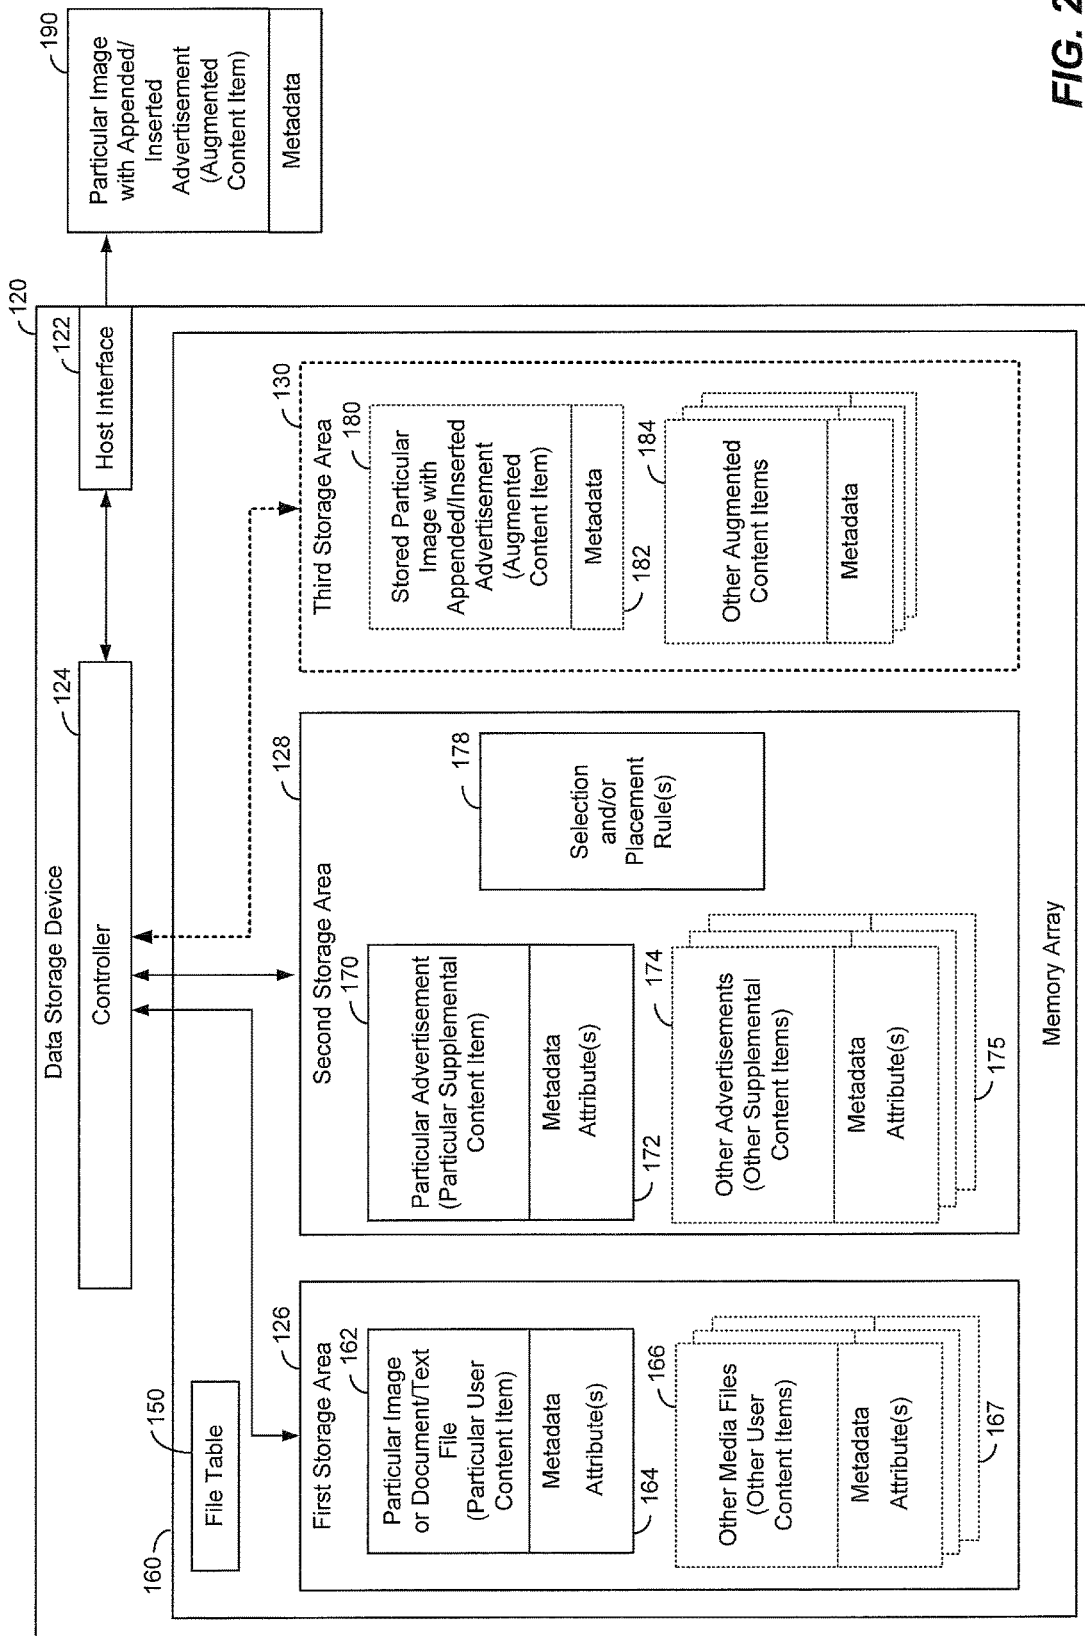 Data Storage Device
120
Controller
124
Host Interface
122
190
Particular Image
with Appended/
Inserted
Advertisement
(Augmented
Content Item)
Metadata
160
File Table
150
First Storage Area
126
162
Particular Image
or Document/Text
File
(Particular User
Content Item)
Metadata
Attribute(s)
164
166
Other Media Files
(Other User
Content Items)
Metadata
Attribute(s)
167
Second Storage Area
128
170
Particular Advertisement
(Particular Supplemental
Content Item)
Metadata
Attribute(s)
172
174
Other Advertisements
(Other Supplemental
Content Items)
Metadata
Attribute(s)
175
178
Selection
and/or
Placement
Rule(s)
Third Storage Area
130
180
Stored Particular
Image with
Appended/Inserted
Advertisement
(Augmented
Content Item)
Metadata
182
184
Other Augmented
Content Items
Metadata
Memory Array
FIG. 2